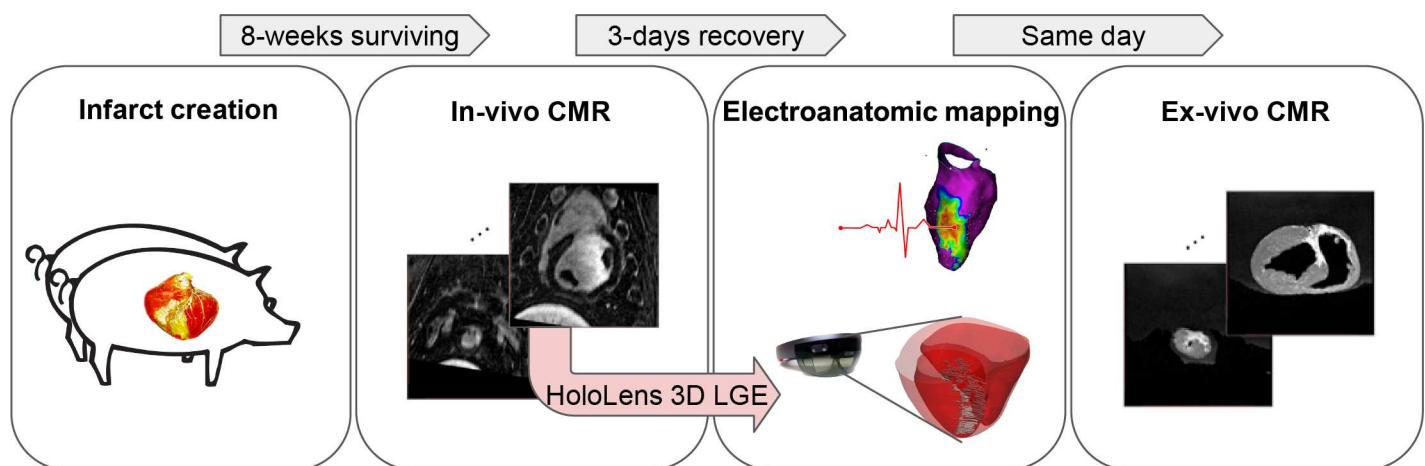 8-weeks surviving
3-days recovery
Same day
Infarct creation
In-vivo CMR
Electroanatomic mapping
Ex-vivo CMR
HoloLens 3D LGE